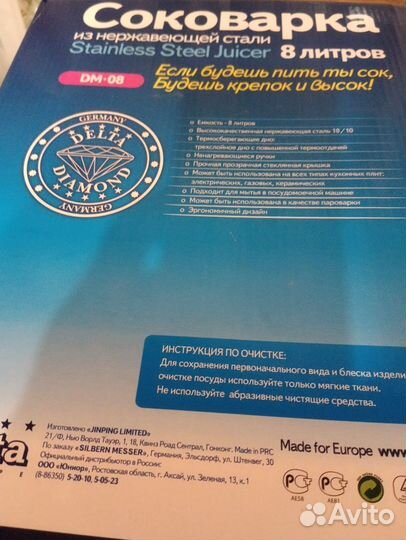 Соковарка
из нержавеющей стали
Stainless Steel Juicer 8 литров
DM-08
Если будешь пить ты сок,
Будешь крепок и высок!
GERMANY
DELTA
DIAMOND
GERMANY
Емкость - 8 литров
Высококачественная нержавеющая сталь 18/10
Термосберегающее дно:
трехслойное дно с повышенной термоотдачей
Ненагревающиеся ручки
Прочная прозрачная стеклянная крышка
Может быть использована на всех типах кухонных плит:
электрических, газовых, керамических
Подходит для мытья в посудомоечной машине
Может быть использована в качестве пароварки
Эргономичный дизайн
ИНСТРУКЦИЯ ПО ОЧИСТКЕ:
Для сохранения первоначального вида и блеска издели
очистке посуды используйте только мягкие ткани.
Не используйте абразивные чистящие средства.
Изготовлено «JINPING LIMITED»
21/Ф, Нью Ворлд Тауэр, 1, 18, Квинз Роад Сентрал, Гонконг. Made in PRC
По заказу «SILBERN MESSER», Германия, Эльсдорф, ул. Штенвег, 30
Официальный дистрибьютор в России:
ООО «Юниор», Ростовская область, г. Аксай, ул. Зеленая, 13, к.1
(8-86350) 5-20-10, 5-05-23
Made for Europe www.
АЕ58
АЕ81
Avito